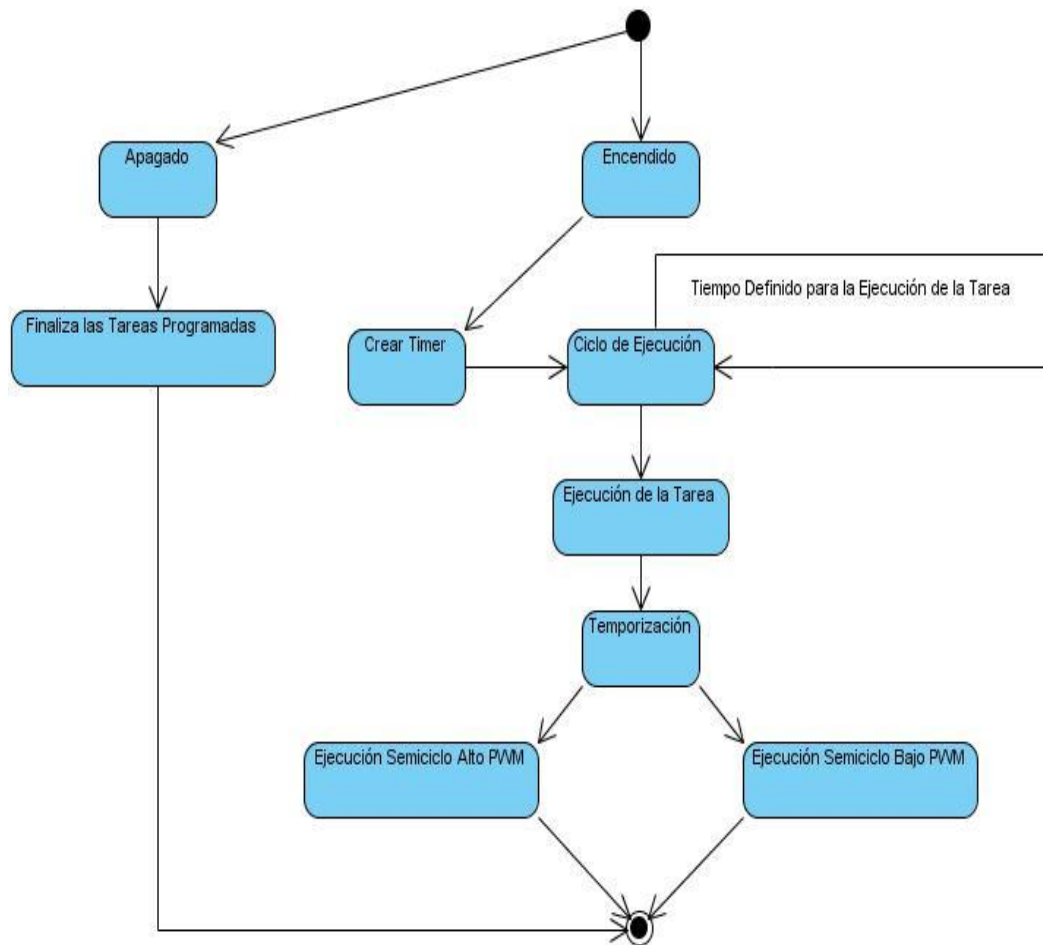 Apagado
Encendido
Tiempo Definido para la Ejecución de la Tarea
Finaliza las Tareas Programadas
Crear Timer
Ciclo de Ejecución
Ejecución de la Tarea
Temporización
Ejecución Semiciclo Alto PWM
Ejecución Semiciclo Bajo PWM